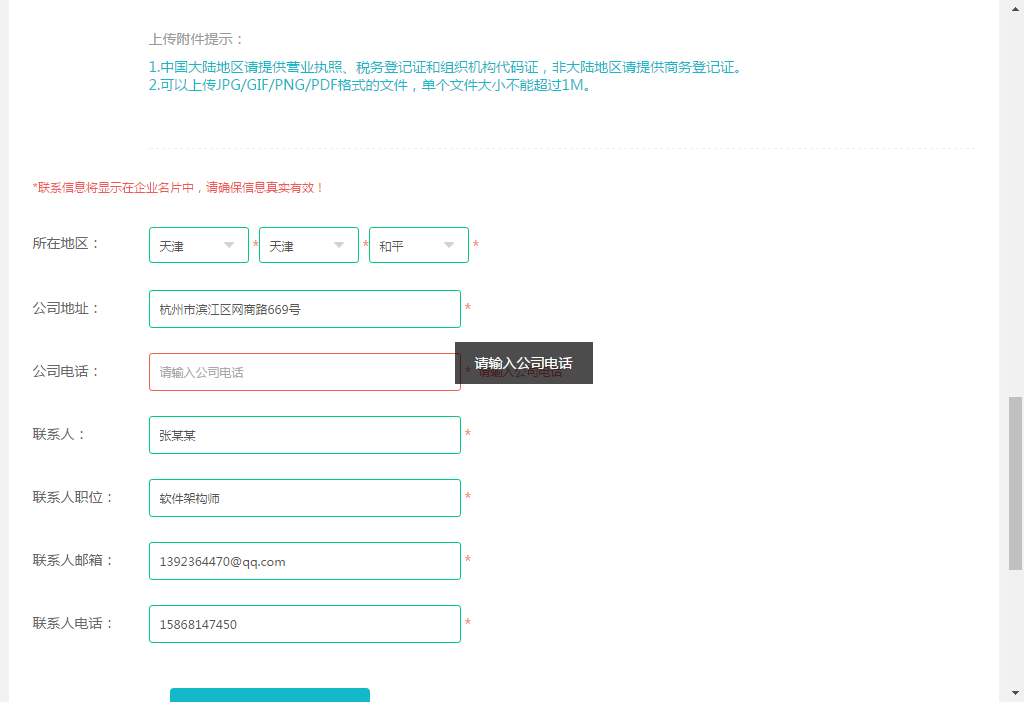 上传附件提示：
1.中国大陆地区请提供营业执照、税务登记证和组织机构代码证，非大陆地区请提供商务登记证。
2.可以上传JPG/GIF/PNG/PDF格式的文件，单个文件大小不能超过1M。
*联系信息将显示在企业名片中，请确保信息真实有效！
所在地区： 天津 * 天津 * 和平 *
公司地址： 杭州市滨江区网商路669号 *
公司电话： 请输入公司电话 * 请输入公司电话
请输入公司电话
联系人： 张某某 *
联系人职位： 软件架构师 *
联系人邮箱： 1392364470@qq.com *
联系人电话： 15868147450 *